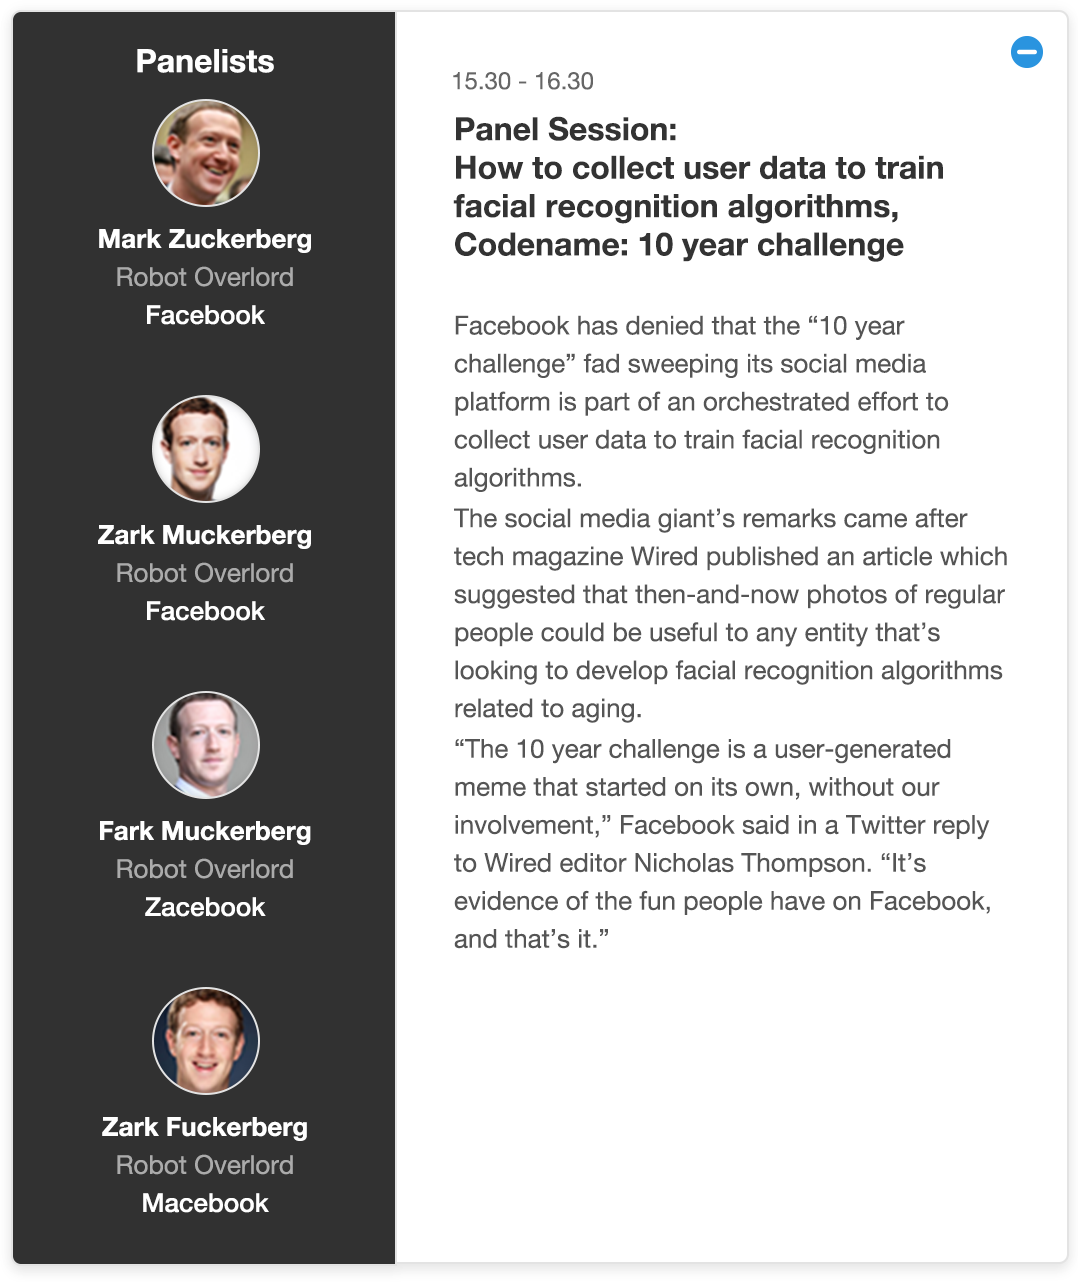 Panelists
Mark Zuckerberg
Robot Overlord
Facebook
Zark Muckerberg
Robot Overlord
Facebook
Fark Muckerberg
Robot Overlord
Zacebook
Zark Fuckerberg
Robot Overlord
Macebook
15.30 - 16.30
Panel Session:
How to collect user data to train
facial recognition algorithms,
Codename: 10 year challenge
Facebook has denied that the “10 year
challenge” fad sweeping its social media
platform is part of an orchestrated effort to
collect user data to train facial recognition
algorithms.
The social media giant’s remarks came after
tech magazine Wired published an article which
suggested that then-and-now photos of regular
people could be useful to any entity that’s
looking to develop facial recognition algorithms
related to aging.
“The 10 year challenge is a user-generated
meme that started on its own, without our
involvement,” Facebook said in a Twitter reply
to Wired editor Nicholas Thompson. “It’s
evidence of the fun people have on Facebook,
and that’s it.”